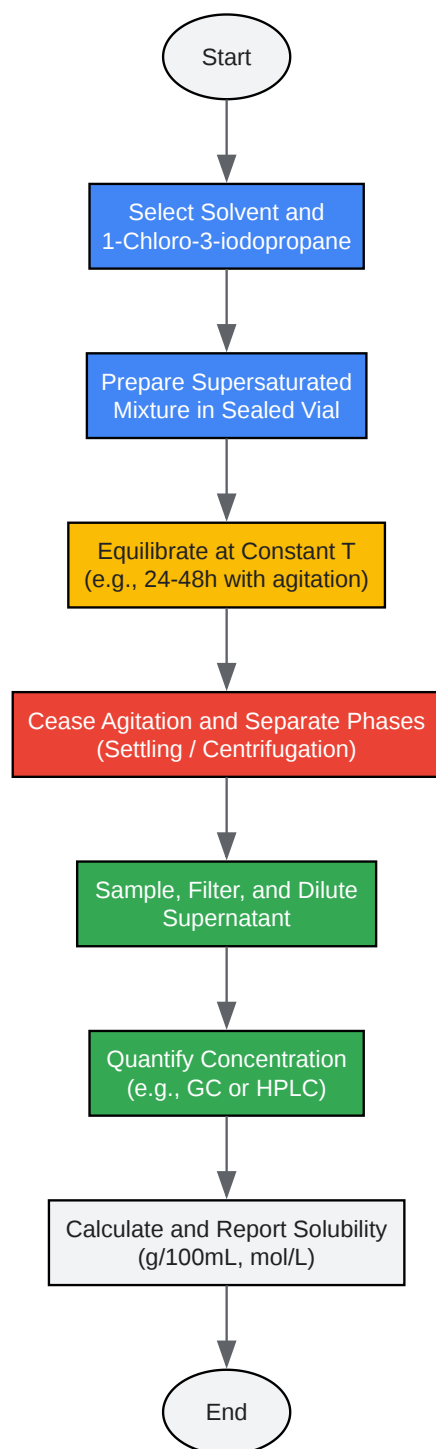 Start
Select Solvent and
1-Chloro-3-iodopropane
Prepare Supersaturated
Mixture in Sealed Vial
Equilibrate at Constant T
(e.g., 24-48h with agitation)
Cease Agitation and Separate Phases
(Settling / Centrifugation)
Sample, Filter, and Dilute
Supernatant
Quantify Concentration
(e.g., GC or HPLC)
Calculate and Report Solubility
(g/100mL, mol/L)
End